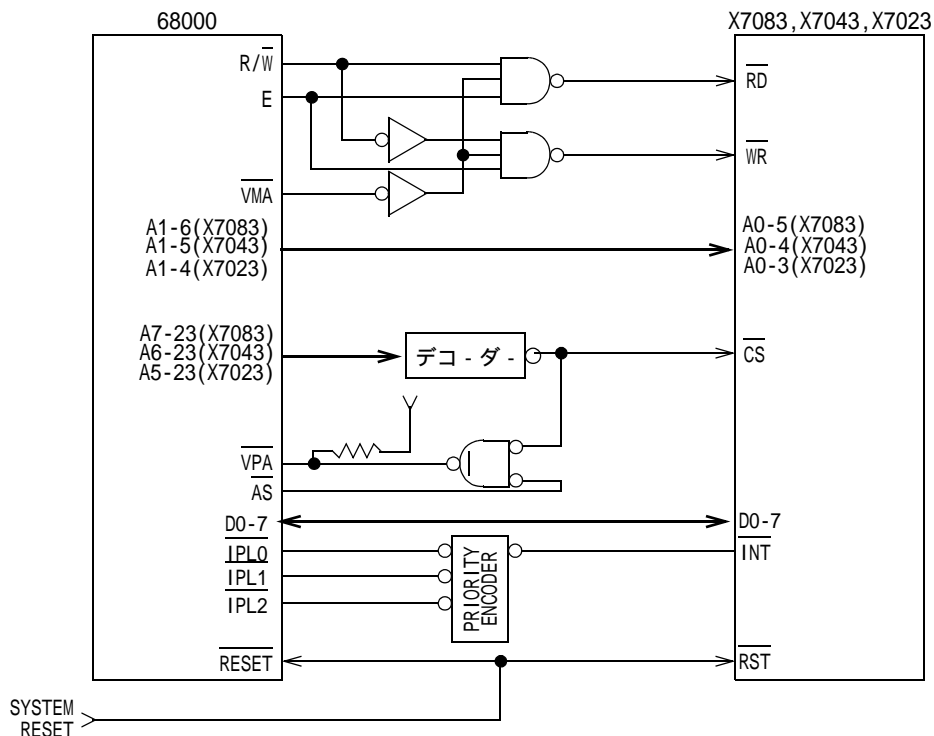 68000
X7083,X7043,X7023
R/W
E
VMA
A1-6(X7083)
A1-5(X7043)
A1-4(X7023)
A7-23(X7083)
A6-23(X7043)
A5-23(X7023)
VPA
AS
D0-7
IPL0
IPL1
IPL2
RESET
デコ-ダ-
PRIORITY
ENCODER
RD
WR
A0-5(X7083)
A0-4(X7043)
A0-3(X7023)
CS
D0-7
INT
RST
SYSTEM
RESET